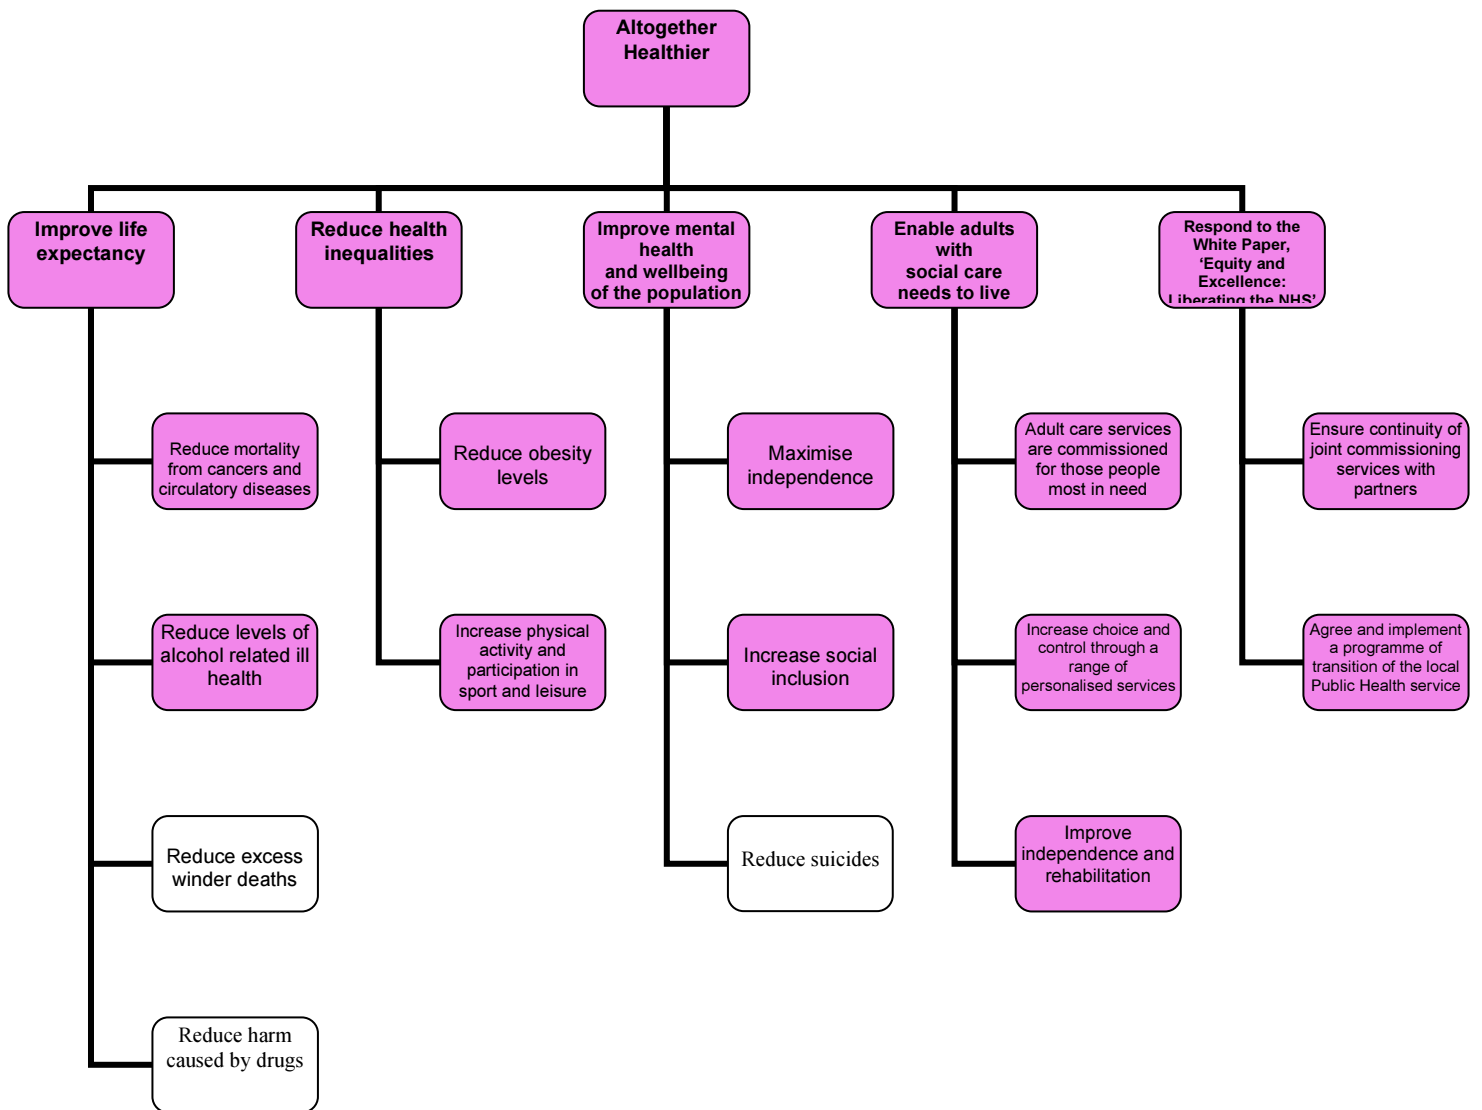 Altogether
Healthier
Improve life
expectancy
Reduce health
inequalities
Improve mental
health
and wellbeing
of the population
Enable adults
with
social care
needs to live
Respond to the
White Paper,
‘Equity and
Excellence:
Liberating the NHS’
Reduce mortality
from cancers and
circulatory diseases
Reduce obesity
levels
Maximise
independence
Adult care services
are commissioned
for those people
most in need
Ensure continuity of
joint commissioning
services with
partners
Reduce levels of
alcohol related ill
health
Increase physical
activity and
participation in
sport and leisure
Increase social
inclusion
Increase choice and
control through a
range of
personalised services
Agree and implement
a programme of
transition of the local
Public Health service
Reduce excess
winder deaths
Reduce suicides
Improve
independence and
rehabilitation
Reduce harm
caused by drugs